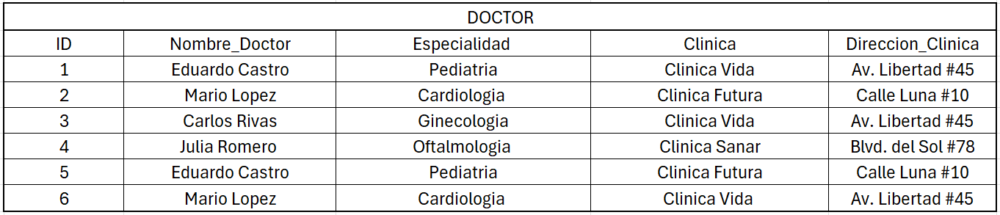 DOCTOR
ID Nombre_Doctor Especialidad Clinica Direccion_Clinica
1 Eduardo Castro Pediatria Clinica Vida Av. Libertad #45
2 Mario Lopez Cardiologia Clinica Futura Calle Luna #10
3 Carlos Rivas Ginecologia Clinica Vida Av. Libertad #45
4 Julia Romero Oftalmologia Clinica Sanar Blvd. del Sol #78
5 Eduardo Castro Pediatria Clinica Futura Calle Luna #10
6 Mario Lopez Cardiologia Clinica Vida Av. Libertad #45